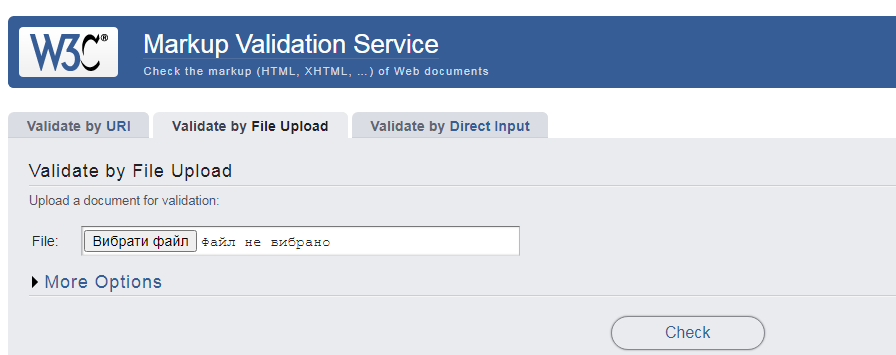 W3C® Markup Validation Service
Check the markup (HTML, XHTML, …) of Web documents
Validate by URI Validate by File Upload Validate by Direct Input
Validate by File Upload
Upload a document for validation:
File: Вибрати файл Файл не вибрано
More Options
Check